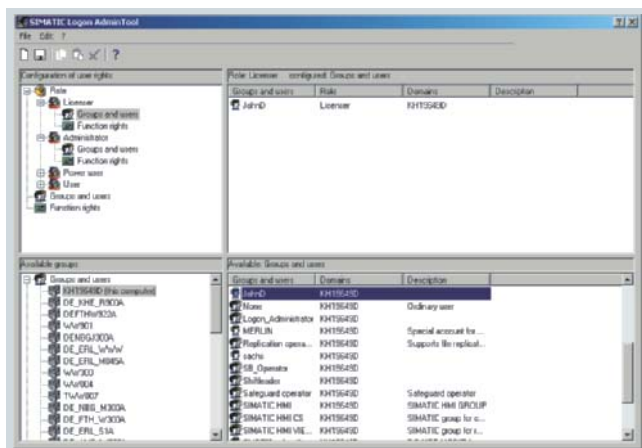 SIMATIC Logon AdminTool
File Edit ?
Configuration of user rights
Role
Licenser
Groups and users
Function rights
Administrator
Groups and users
Function rights
Power user
User
Groups and users
Function rights
Role: Licenser configured: Groups and users
Groups and users Role Domains Description
JohnD Licenser KH15649D
Available groups
Groups and users
KH15649D (this computer)
DE_KHE_R900A
DEFTHW922A
WW901
DE_ERL_WWW
DE_ERL_M845A
WW303
WW004
TWW007
DE_NBG_M300A
DE_FTH_W300A
DE_ERL_S1A
Available: Groups and users
Groups and users Domains Description
JohnD KH15649D
None KH15649D Ordinary user
Logon_Administrator KH15649D
MERLIN KH15649D Special account for ...
Replication opera... KH15649D Supports file replicat...
sachs KH15649D
SB_Operator KH15649D
Shiftleader KH15649D
Safeguard operator KH15649D Safeguard operator
SIMATIC HMI KH15649D SIMATIC HMI GROUP
SIMATIC HMI CS KH15649D SIMATIC group for c...
SIMATIC HMI VIE... KH15649D SIMATIC group for s...